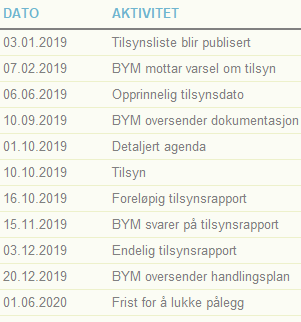 DATO AKTIVITET
03.01.2019 Tilsynsliste blir publisert
07.02.2019 BYM mottar varsel om tilsyn
06.06.2019 Opprinnelig tilsynsdato
10.09.2019 BYM oversender dokumentasjon
01.10.2019 Detaljert agenda
10.10.2019 Tilsyn
16.10.2019 Foreløpig tilsynsrapport
15.11.2019 BYM svarer på tilsynsrapport
03.12.2019 Endelig tilsynsrapport
20.12.2019 BYM oversender handlingsplan
01.06.2020 Frist for å lukke pålegg